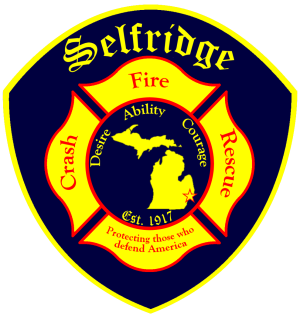 Selfridge
Fire
Crash
Rescue
Desire Ability Courage
Est. 1917
Protecting those who
defend America